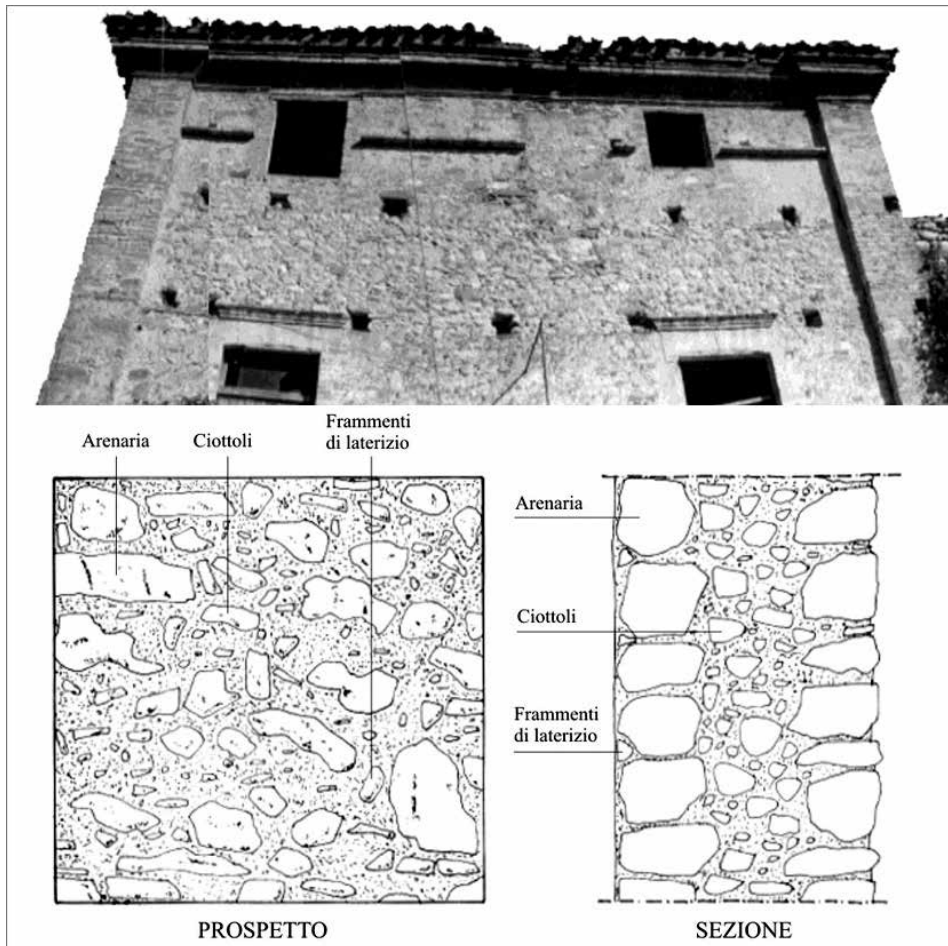 Arenaria
Ciottoli
Frammenti
di laterizio
Arenaria
Ciottoli
Frammenti
di laterizio
PROSPETTO
SEZIONE